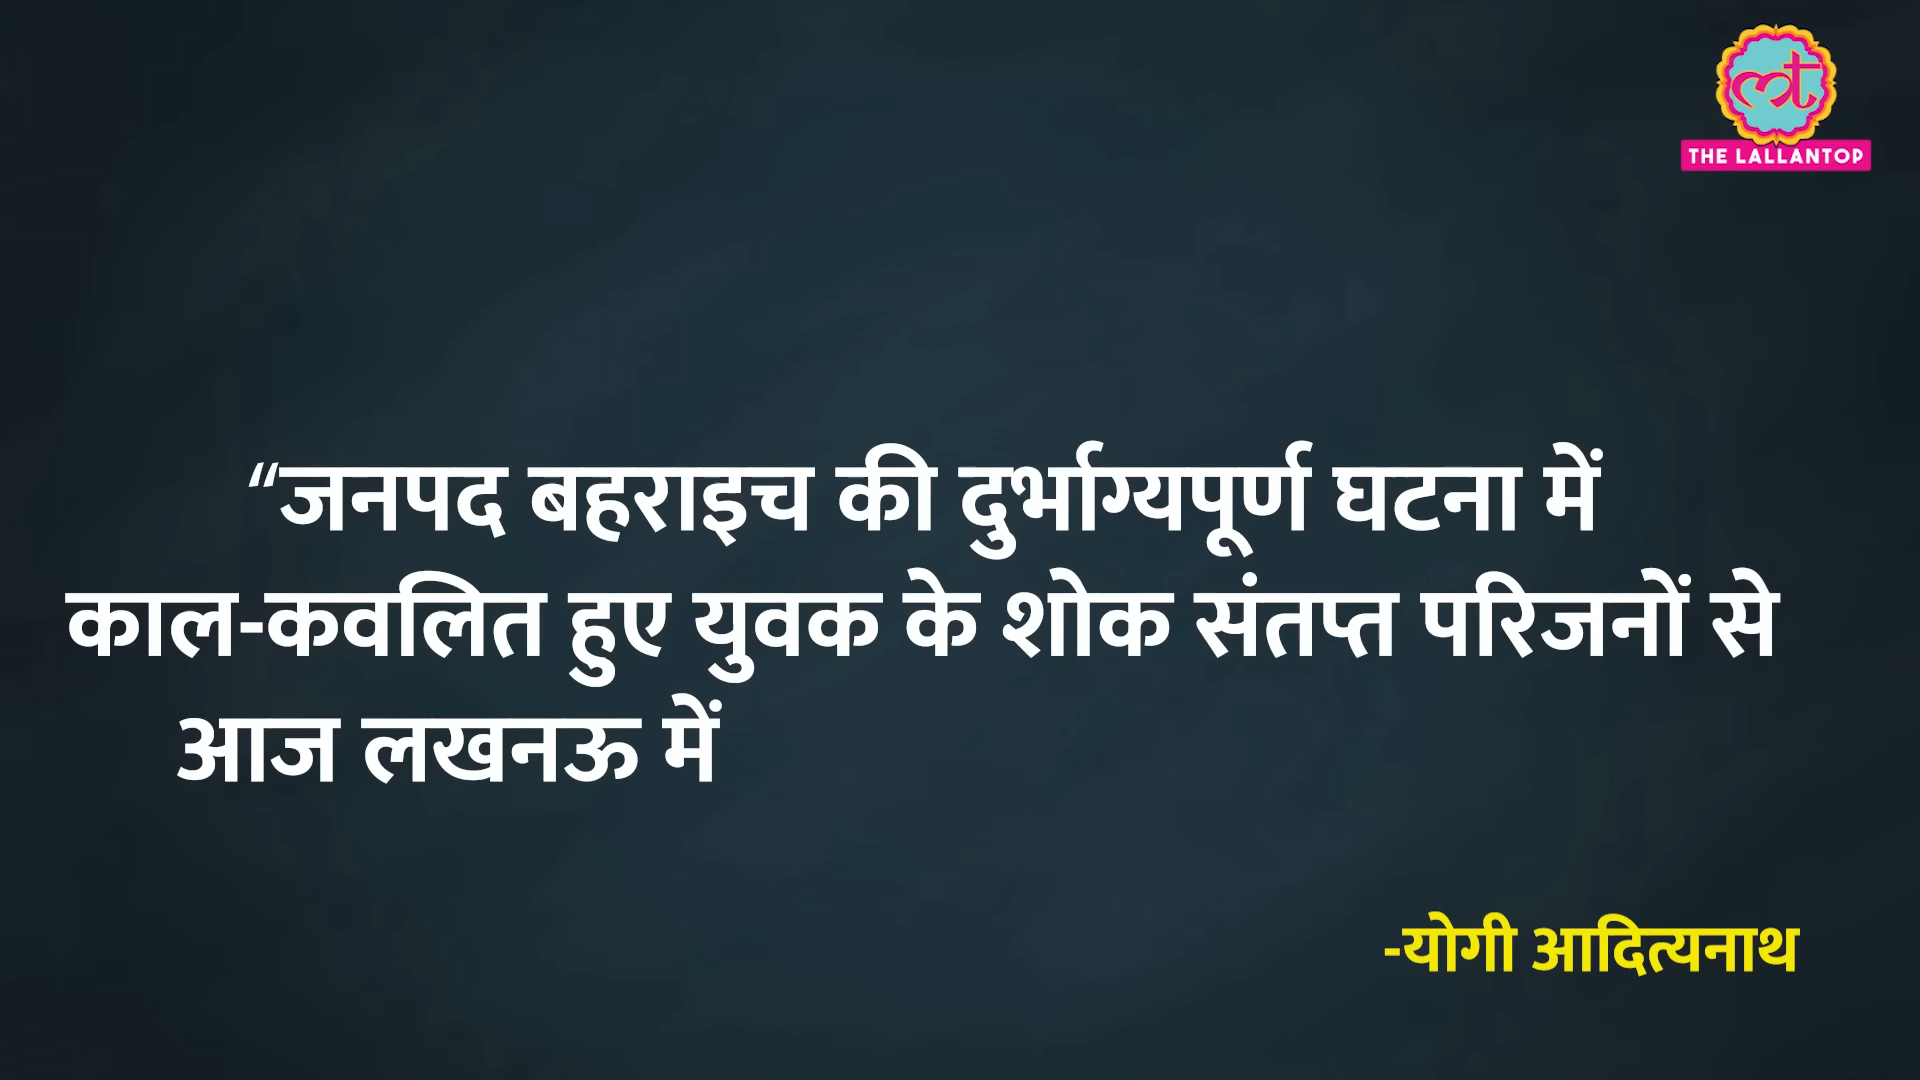 THE LALLANTOP
“जनपद बहराइच की दुर्भाग्यपूर्ण घटना में
काल-कवलित हुए युवक के शोक संतप्त परिजनों से
आज लखनऊ में
-योगी आदित्यनाथ